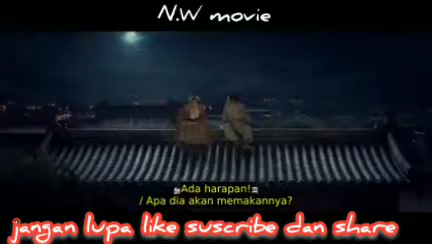 N.W movie
Ada harapan!
/ Apa dia akan memakannya?
jangan lupa like suscribe dan share